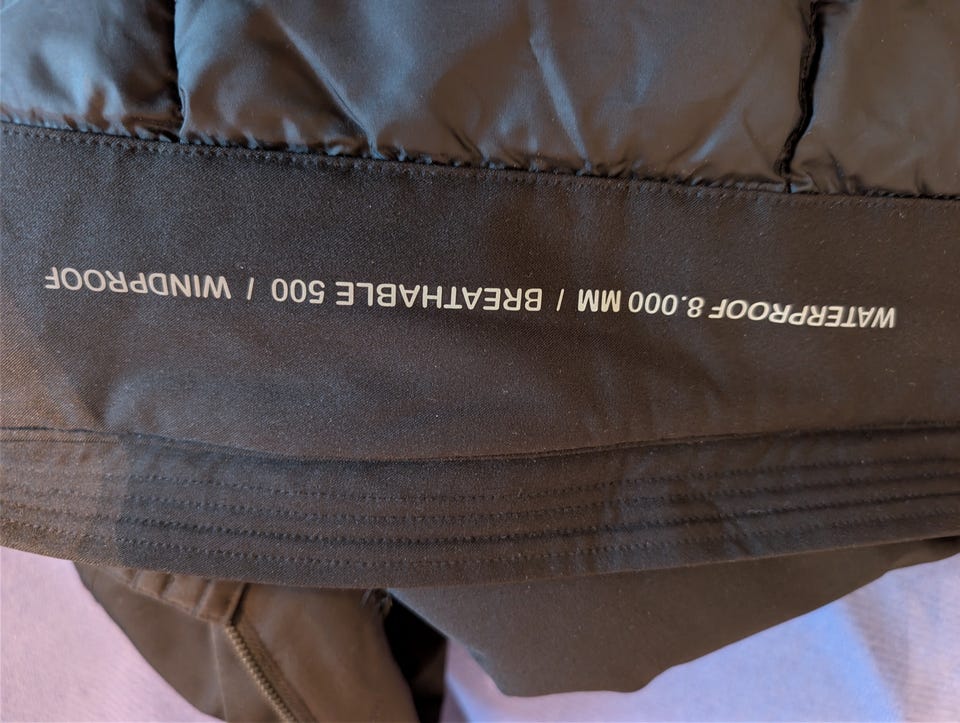 WATERPROOF 8.000 MM / BREATHABLE 500 / WINDPROOF